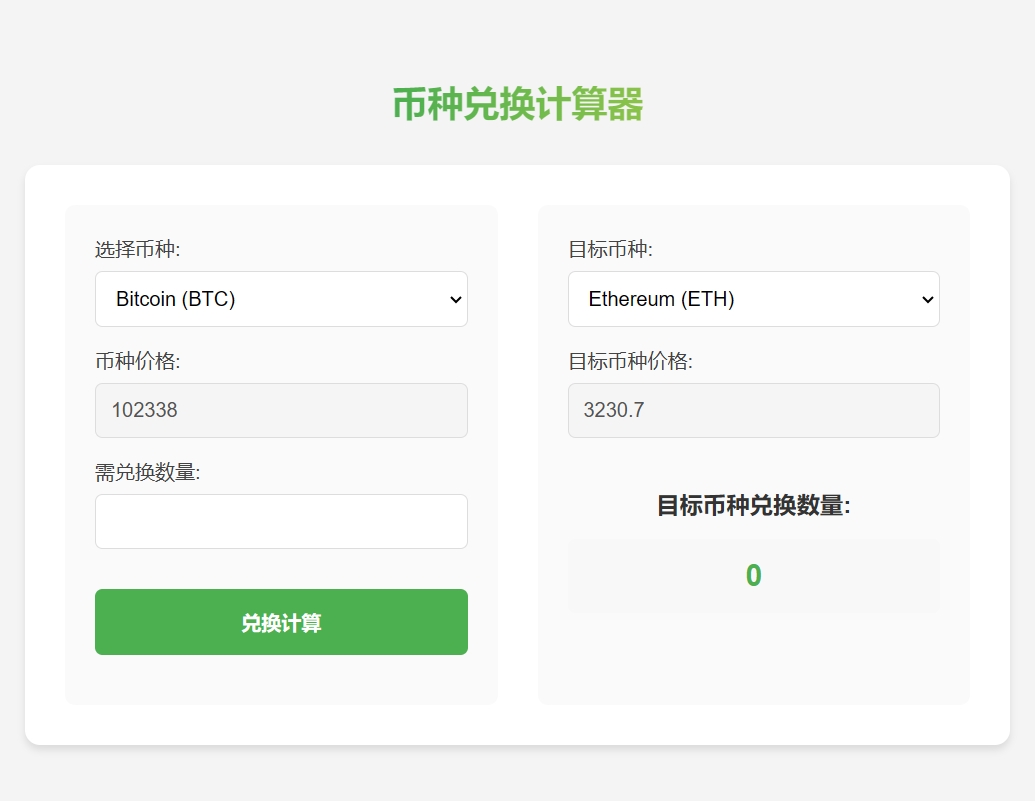 币种兑换计算器
选择币种:
Bitcoin (BTC)
币种价格:
102338
需兑换数量:
兑换计算
目标币种:
Ethereum (ETH)
目标币种价格:
3230.7
目标币种兑换数量:
0